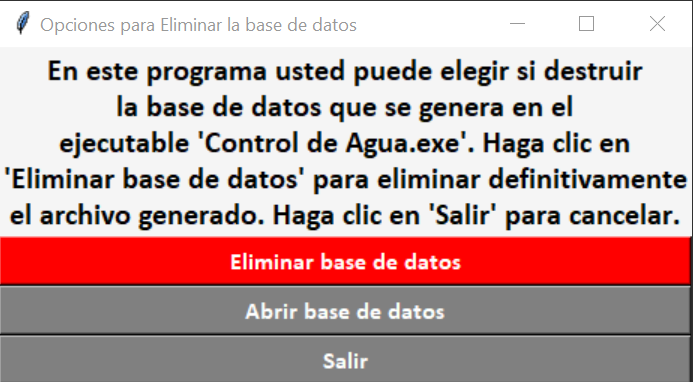 Opciones para Eliminar la base de datos
En este programa usted puede elegir si destruir
la base de datos que se genera en el
ejecutable 'Control de Agua.exe'. Haga clic en
'Eliminar base de datos' para eliminar definitivamente
el archivo generado. Haga clic en 'Salir' para cancelar.
Eliminar base de datos
Abrir base de datos
Salir